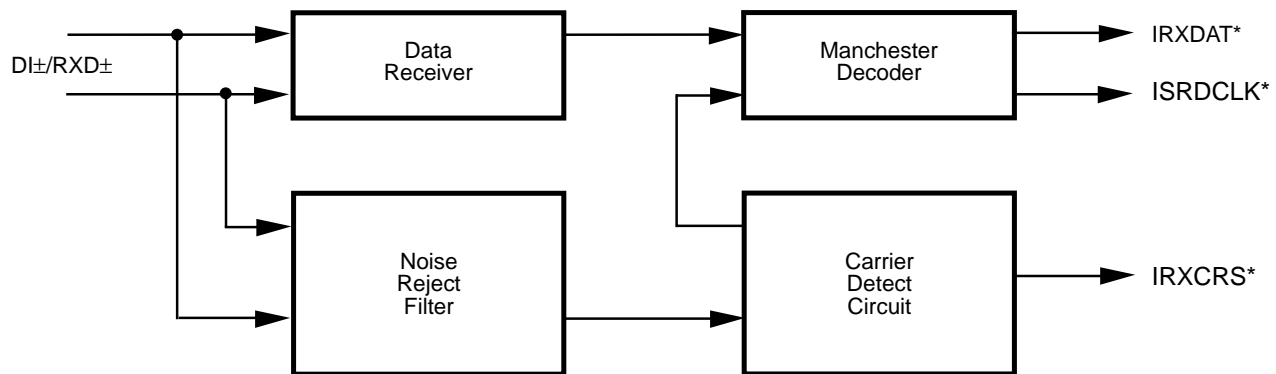 Data
Receiver
Manchester
Decoder
IRXDAT*
DI±/RXD±
ISRDCLK*
Noise
Reject
Filter
Carrier
Detect
Circuit
IRXCRS*